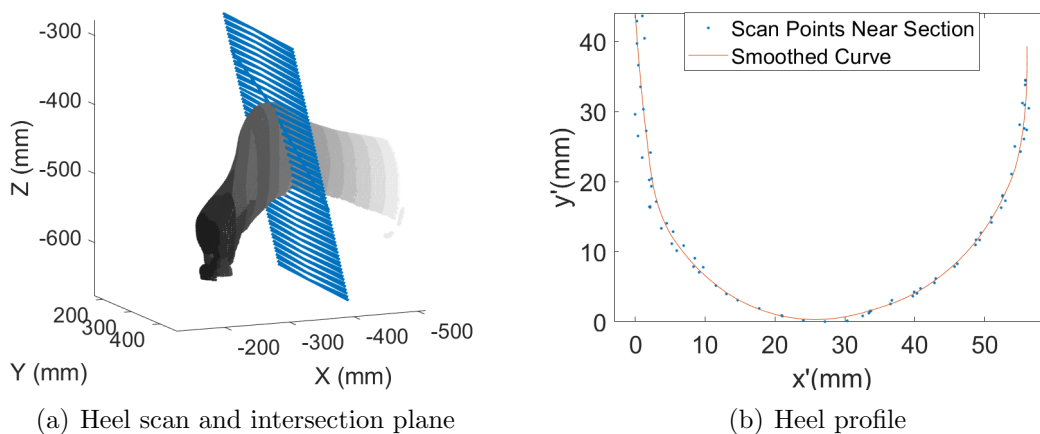 -300
-400
-500
-600
Z (mm)
200
300
400
Y (mm)
-200
-300
-400
-500
X (mm)
(a) Heel scan and intersection plane
Scan Points Near Section
Smoothed Curve
40
30
20
10
0
y'(mm)
0 10 20 30 40 50
x'(mm)
(b) Heel profile